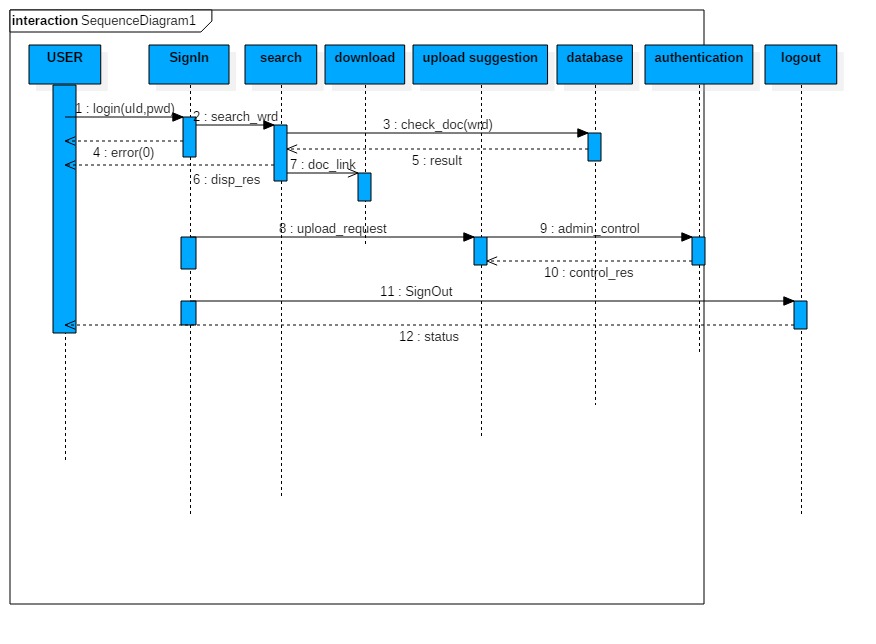 interaction SequenceDiagram1
USER
SignIn
search
download
upload suggestion
database
authentication
logout
1 : login(uId,pwd)
2 : search_wrd
3 : check_doc(wrd)
4 : error(0)
5 : result
6 : disp_res
7 : doc_link
8 : upload_request
9 : admin_control
10 : control_res
11 : SignOut
12 : status